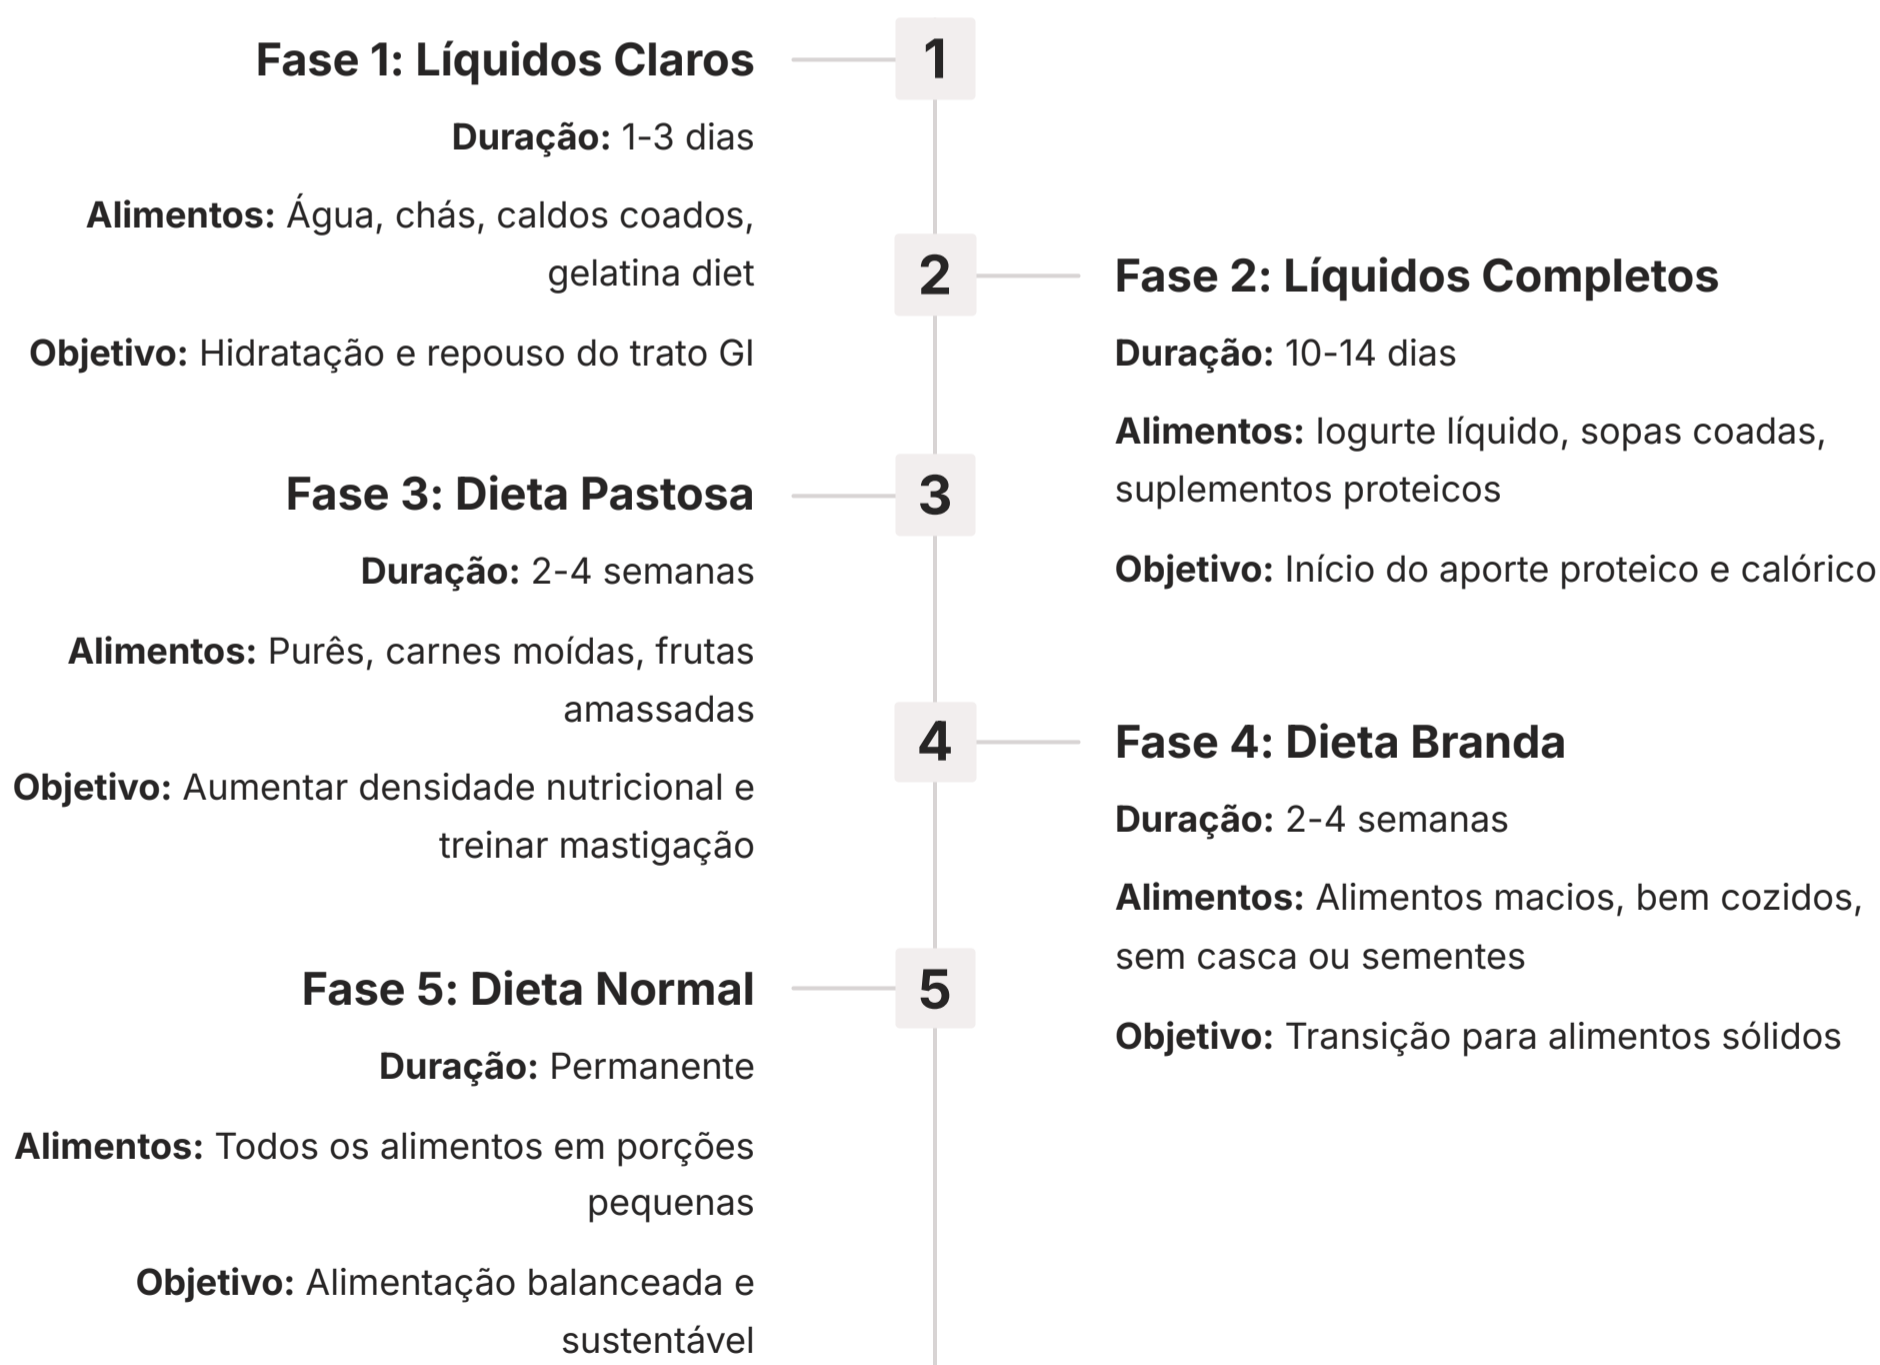 1
Fase 1: Líquidos Claros
Duração: 1-3 dias
Alimentos: Água, chás, caldos coados,
gelatina diet
Objetivo: Hidratação e repouso do trato GI
2
Fase 2: Líquidos Completos
Duração: 10-14 dias
Alimentos: Iogurte líquido, sopas coadas,
suplementos proteicos
Objetivo: Início do aporte proteico e calórico
3
Fase 3: Dieta Pastosa
Duração: 2-4 semanas
Alimentos: Purês, carnes moídas, frutas
amassadas
Objetivo: Aumentar densidade nutricional e
treinar mastigação
4
Fase 4: Dieta Branda
Duração: 2-4 semanas
Alimentos: Alimentos macios, bem cozidos,
sem casca ou sementes
Objetivo: Transição para alimentos sólidos
5
Fase 5: Dieta Normal
Duração: Permanente
Alimentos: Todos os alimentos em porções
pequenas
Objetivo: Alimentação balanceada e
sustentável